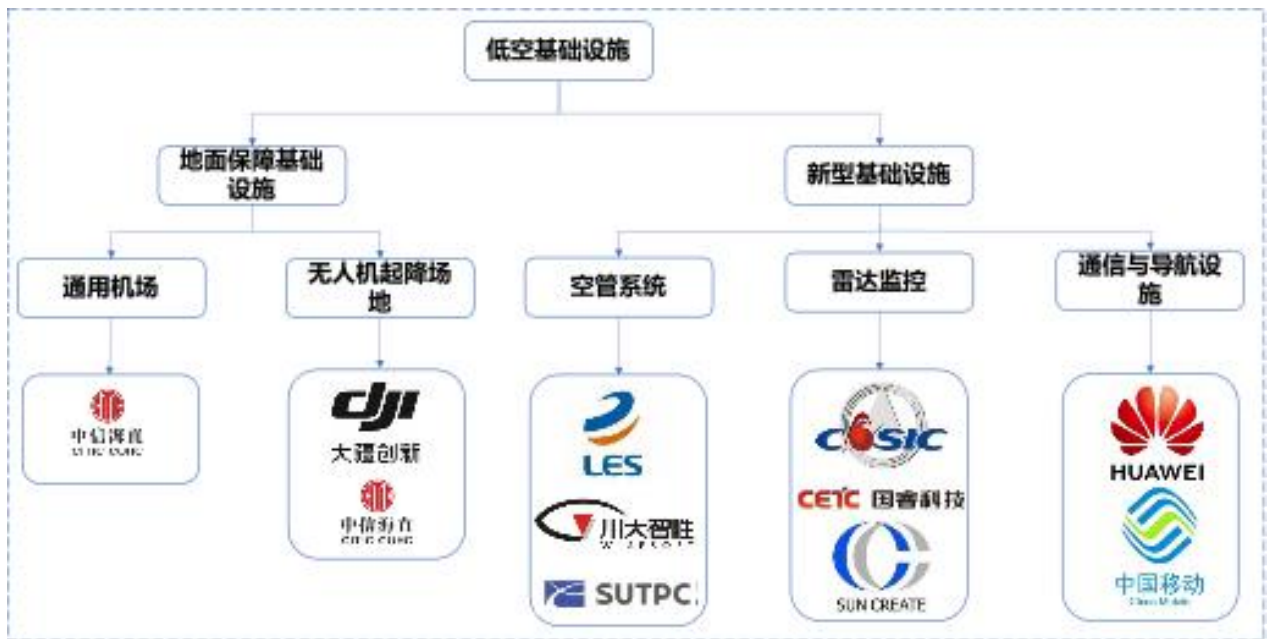 低空基础设施
地面保障基础
设施
新型基础设施
通用机场
无人机起降场
地
空管系统
雷达监控
通信与导航设
施
中信海直
dji
大疆创新
中信海直
LES
川大智胜
WISESOFT
SUTPC
CASIC
CETC 国睿科技
SUN CREATE
HUAWEI
中国移动
China Mobile